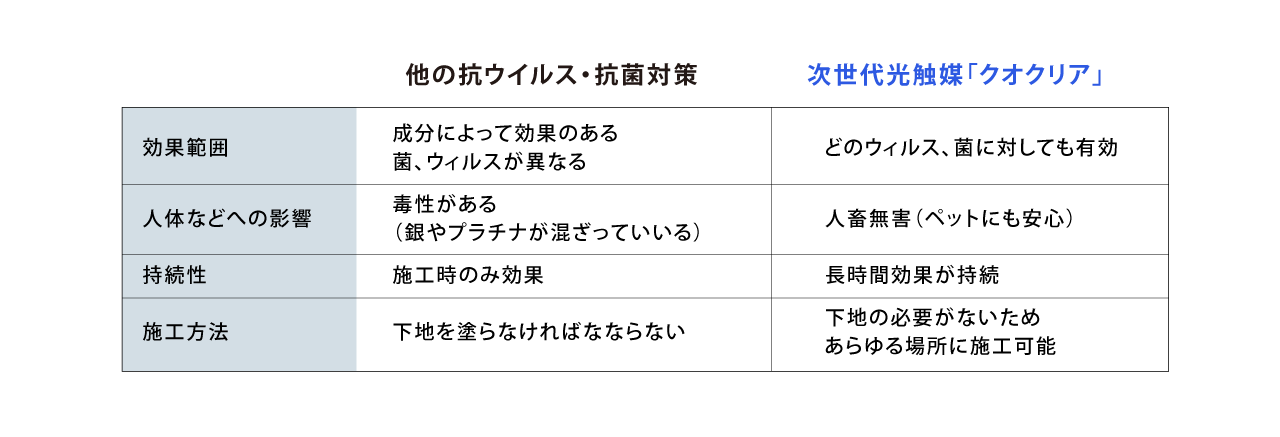 他の抗ウイルス・抗菌対策
次世代光触媒「クオクリア」
効果範囲
成分によって効果のある
菌、ウィルスが異なる
どのウィルス、菌に対しても有効
人体などへの影響
毒性がある
（銀やプラチナが混ざっていいる）
人畜無害（ペットにも安心）
持続性
施工時のみ効果
長時間効果が持続
施工方法
下地を塗らなければなならない
下地の必要がないため
あらゆる場所に施工可能